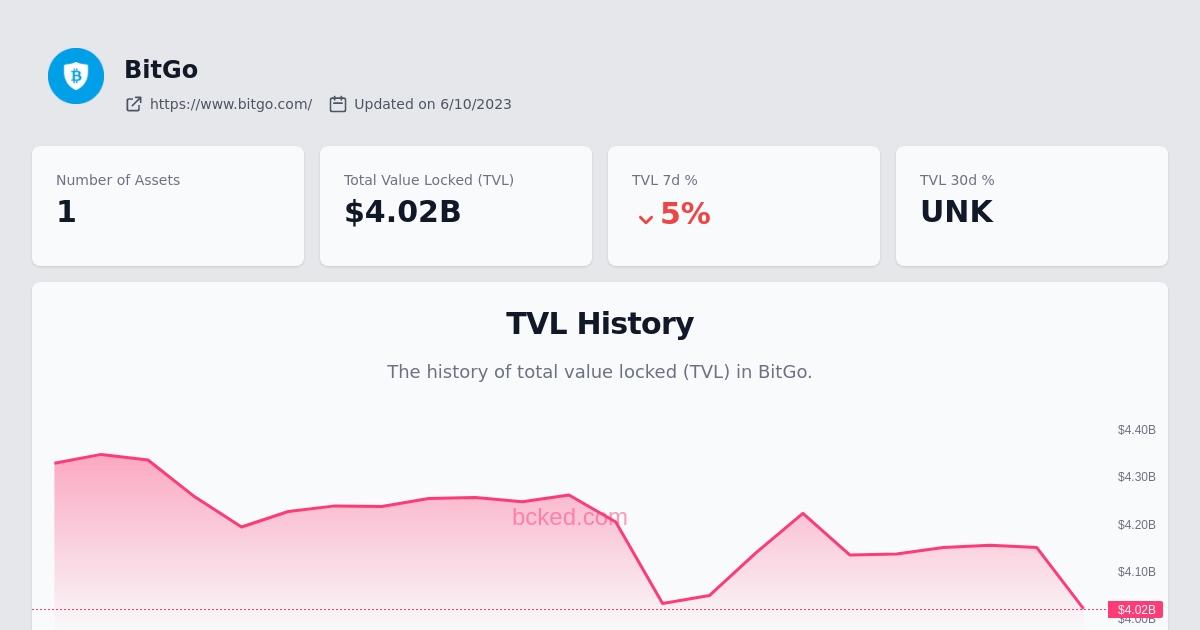 BitGo
https://www.bitgo.com/ Updated on 6/10/2023
Number of Assets
1
Total Value Locked (TVL)
$4.02B
TVL 7d %
5%
TVL 30d %
UNK
TVL History
The history of total value locked (TVL) in BitGo.
$4.40B
$4.30B
$4.20B
bcked.com
$4.10B
$4.02B
$4.00B